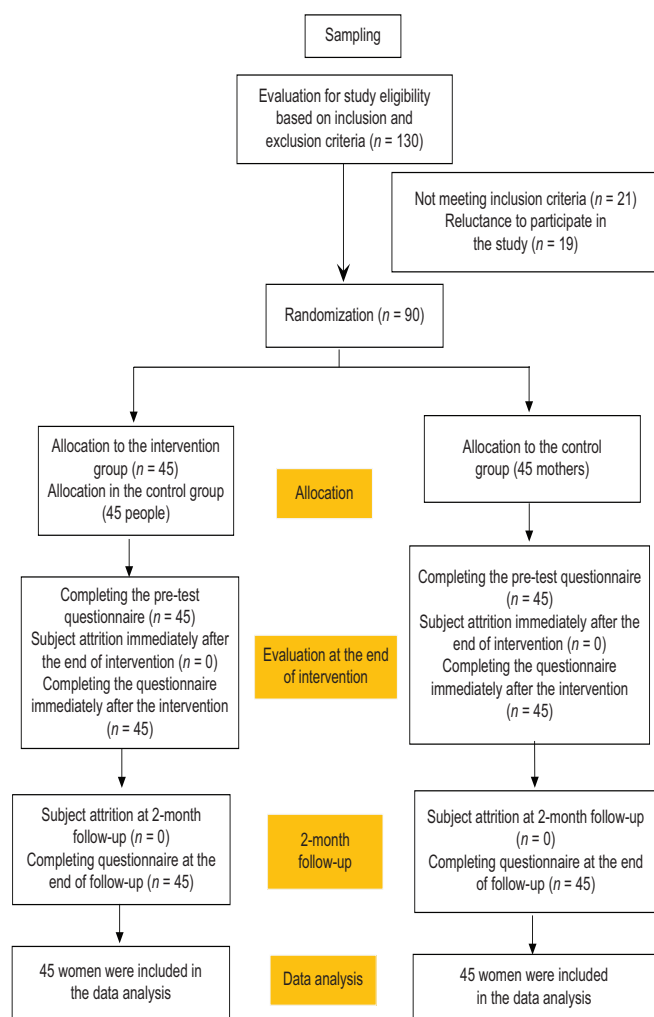 Sampling
Evaluation for study eligibility
based on inclusion and
exclusion criteria (n = 130)
Not meeting inclusion criteria (n = 21)
Reluctance to participate in
the study (n = 19)
Randomization (n = 90)
Allocation to the intervention
group (n = 45)
Allocation in the control group
(45 people)
Allocation
Allocation to the control
group (45 mothers)
Completing the pre-test
questionnaire (n = 45)
Subject attrition immediately after
the end of intervention (n = 0)
Completing the questionnaire
immediately after the intervention
(n = 45)
Evaluation at the end
of intervention
Completing the pre-test questionnaire
(n = 45)
Subject attrition immediately after the
end of intervention (n = 0)
Completing the questionnaire
immediately after the intervention
(n = 45)
Subject attrition at 2-month
follow-up (n = 0)
Completing questionnaire at the
end of follow-up (n = 45)
2-month
follow-up
Subject attrition at 2-month follow-up
(n = 0)
Completing questionnaire at the end
of follow-up (n = 45)
45 women were included in
the data analysis
Data analysis
45 women were included
in the data analysis